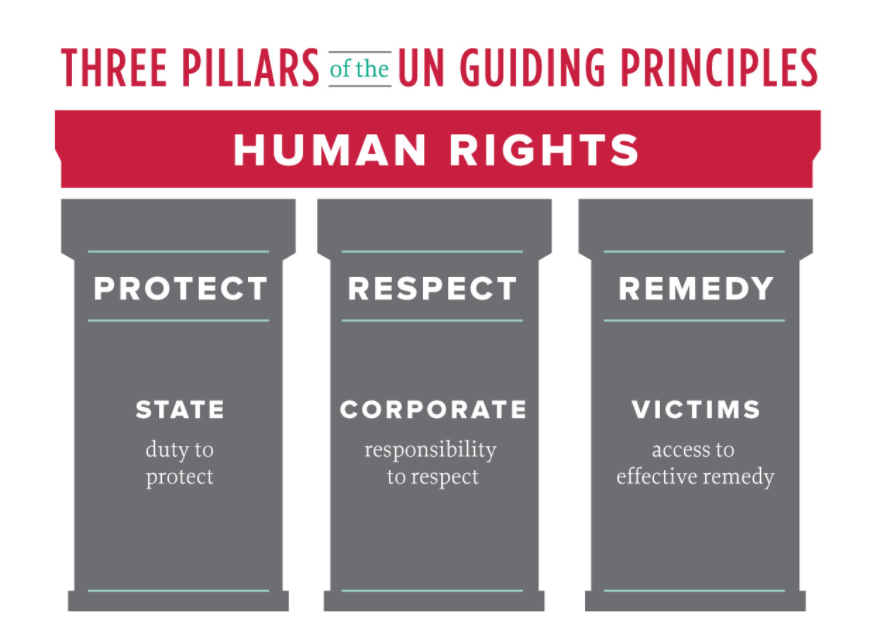 THREE PILLARS of the UN GUIDING PRINCIPLES
HUMAN RIGHTS
PROTECT
STATE
duty to
protect
RESPECT
CORPORATE
responsibility
to respect
REMEDY
VICTIMS
access to
effective remedy